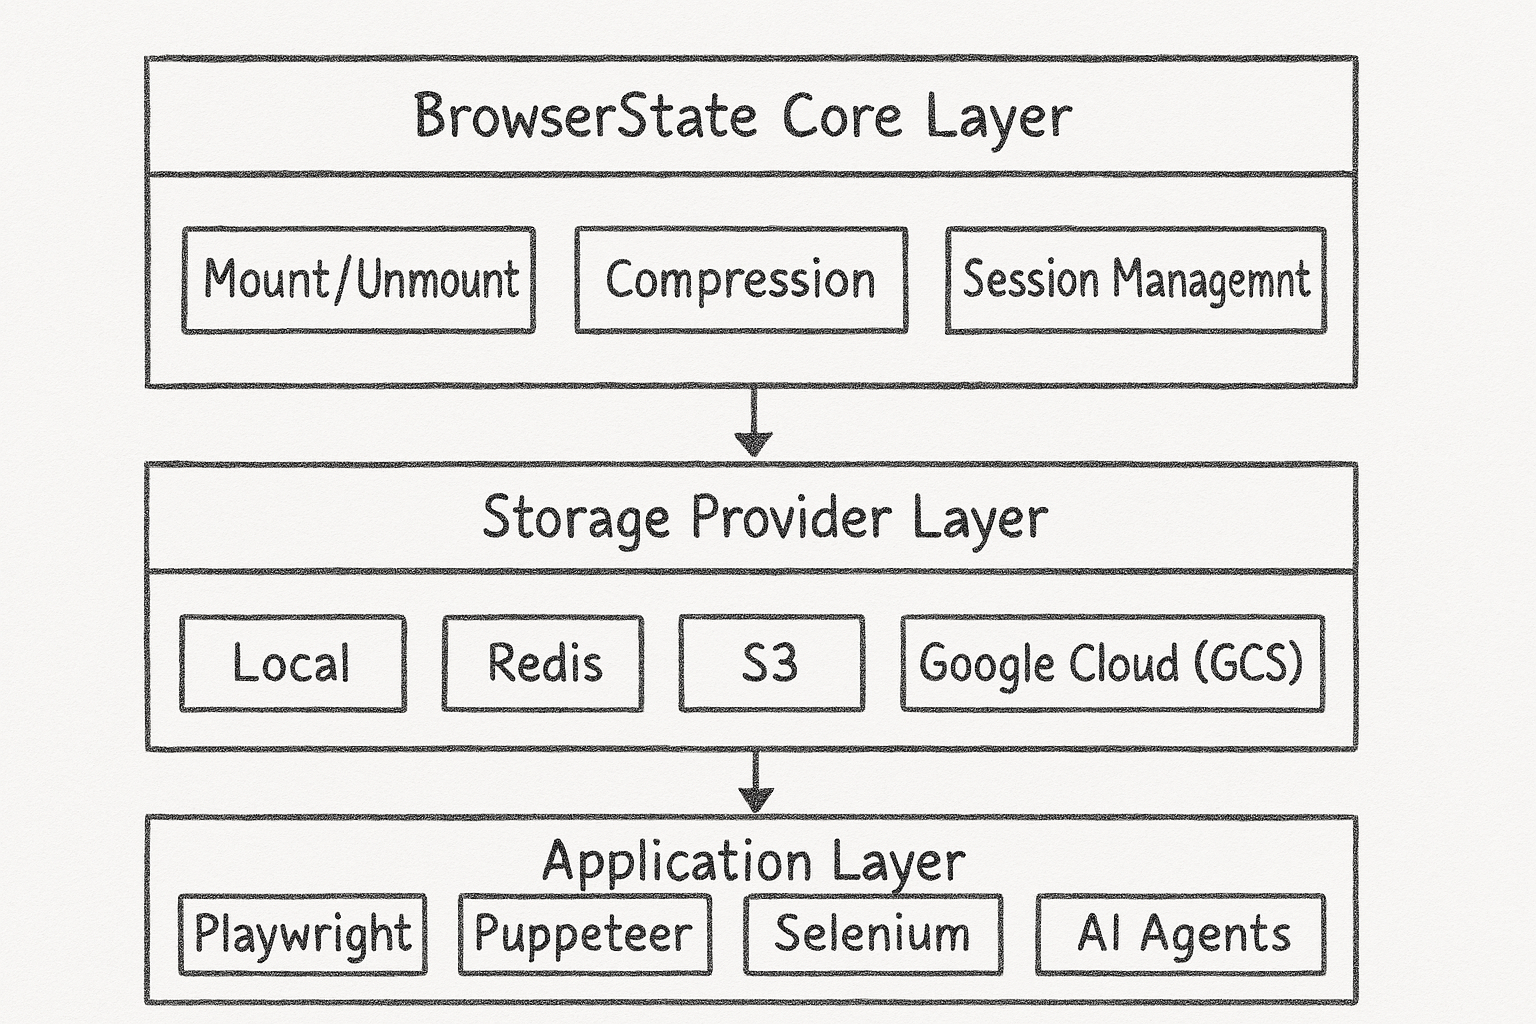 BrowserState Core Layer
Mount/Unmount
Compression
Session Managemnt
Storage Provider Layer
Local
Redis
S3
Google Cloud (GCS)
Application Layer
Playwright
Puppeteer
Selenium
AI Agents